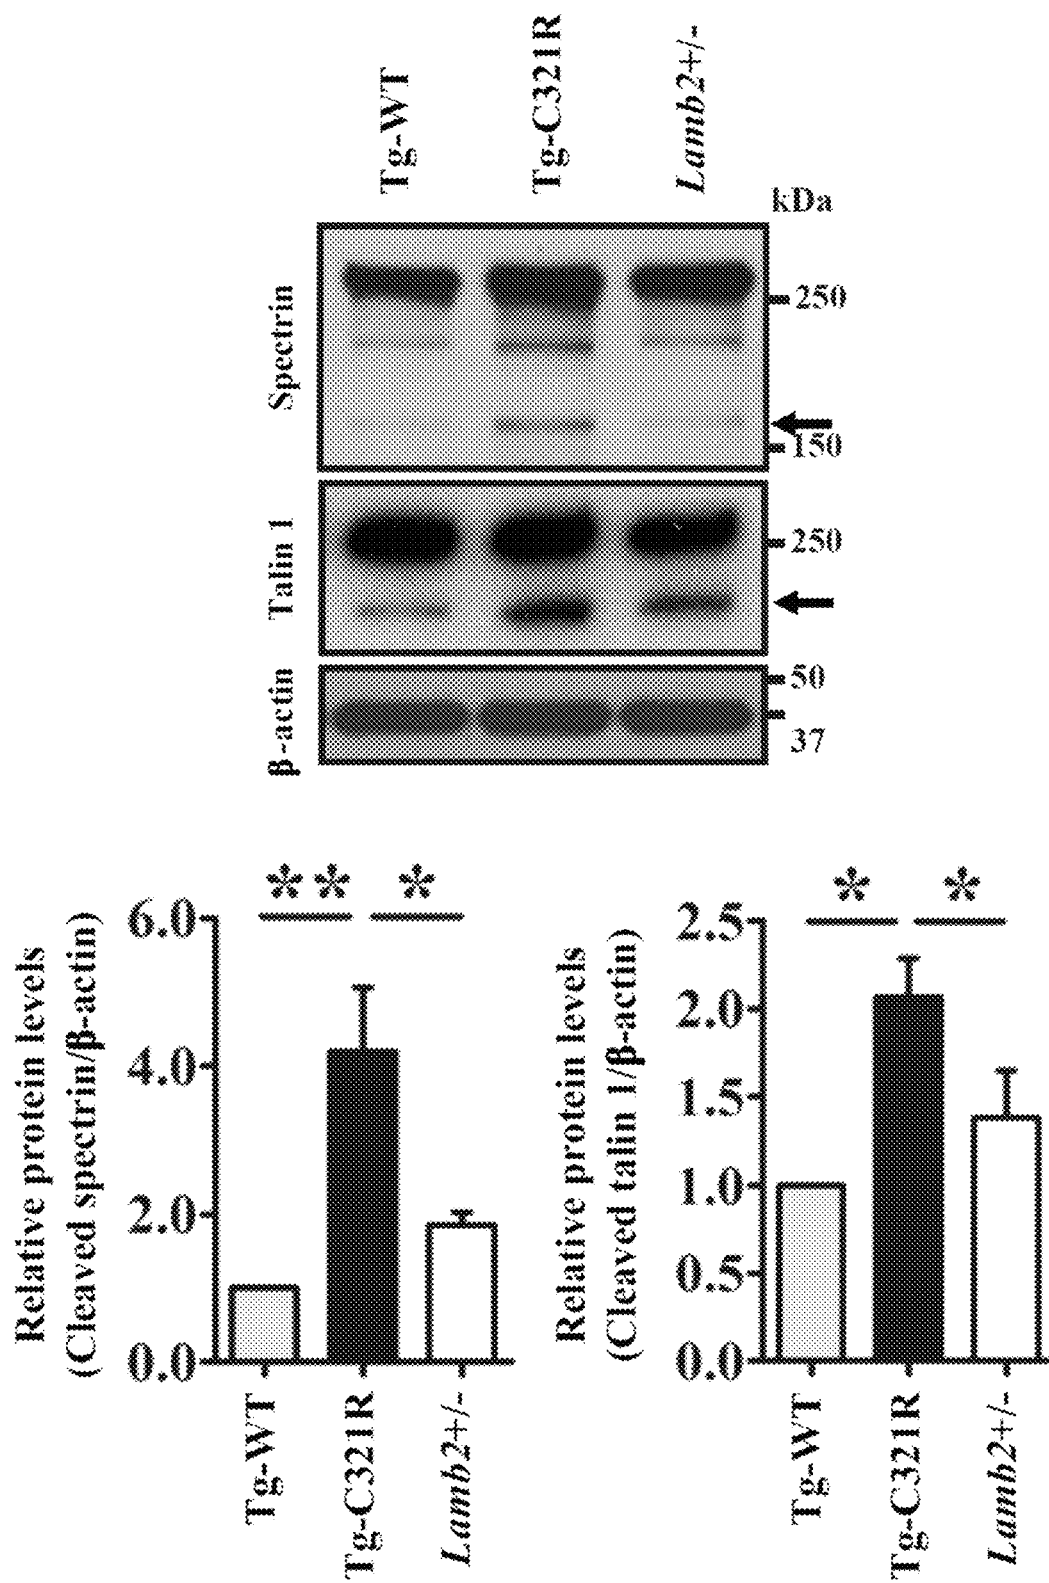 Tg-WT
Tg-C321R
Lamb2+/-
kDa
Spectrin
250
150
Talin 1
250
β-actin
50
37
** *
Relative protein levels
(Cleaved spectrin/β-actin)
6.0
4.0
2.0
0.0
Tg-WT
Tg-C321R
Lamb2+/-
* *
Relative protein levels
(Cleaved talin 1/β-actin)
2.5
2.0
1.5
1.0
0.5
0.0
Tg-WT
Tg-C321R
Lamb2+/-